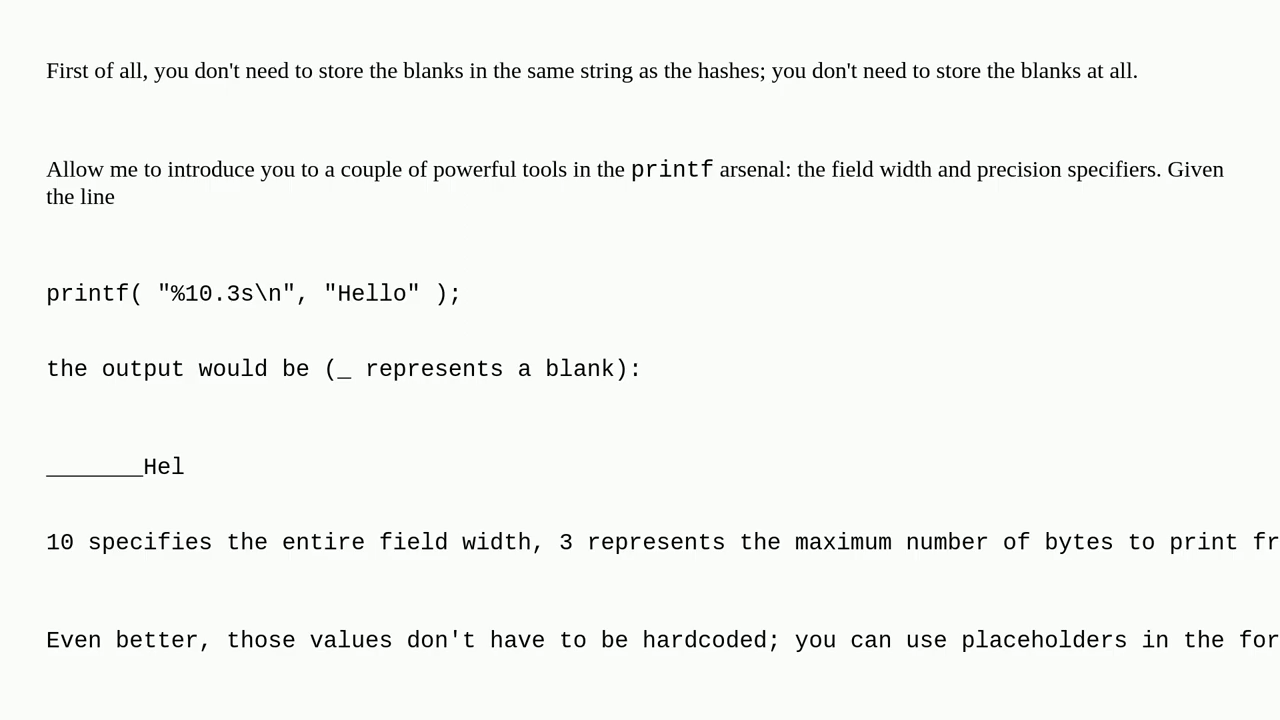 First of all, you don't need to store the blanks in the same string as the hashes; you don't need to store the blanks at all.
Allow me to introduce you to a couple of powerful tools in the printf arsenal: the field width and precision specifiers. Given
the line
printf( "%10.3s\n", "Hello" );
the output would be (_ represents a blank):
_______Hel
10 specifies the entire field width, 3 represents the maximum number of bytes to print fr
Even better, those values don't have to be hardcoded; you can use placeholders in the for